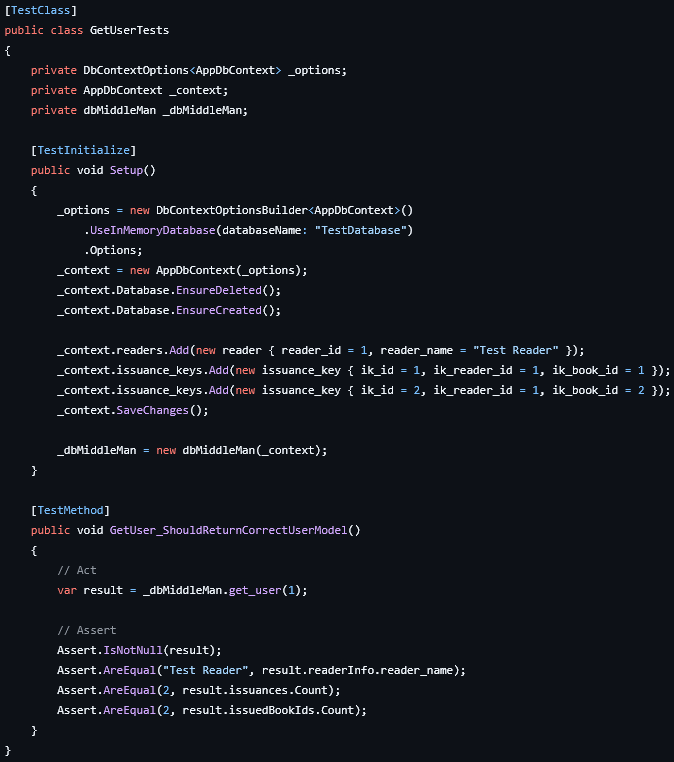 [TestClass]
public class GetUserTests
{
    private DbContextOptions<AppDbContext> _options;
    private AppDbContext _context;
    private dbMiddleMan _dbMiddleMan;

    [TestInitialize]
    public void Setup()
    {
        _options = new DbContextOptionsBuilder<AppDbContext>()
            .UseInMemoryDatabase(databaseName: "TestDatabase")
            .Options;
        _context = new AppDbContext(_options);
        _context.Database.EnsureDeleted();
        _context.Database.EnsureCreated();

        _context.readers.Add(new reader { reader_id = 1, reader_name = "Test Reader" });
        _context.issuance_keys.Add(new issuance_key { ik_id = 1, ik_reader_id = 1, ik_book_id = 1 });
        _context.issuance_keys.Add(new issuance_key { ik_id = 2, ik_reader_id = 1, ik_book_id = 2 });
        _context.SaveChanges();

        _dbMiddleMan = new dbMiddleMan(_context);
    }

    [TestMethod]
    public void GetUser_ShouldReturnCorrectUserModel()
    {
        // Act
        var result = _dbMiddleMan.get_user(1);

        // Assert
        Assert.IsNotNull(result);
        Assert.AreEqual("Test Reader", result.readerInfo.reader_name);
        Assert.AreEqual(2, result.issuances.Count);
        Assert.AreEqual(2, result.issuedBookIds.Count);
    }
}